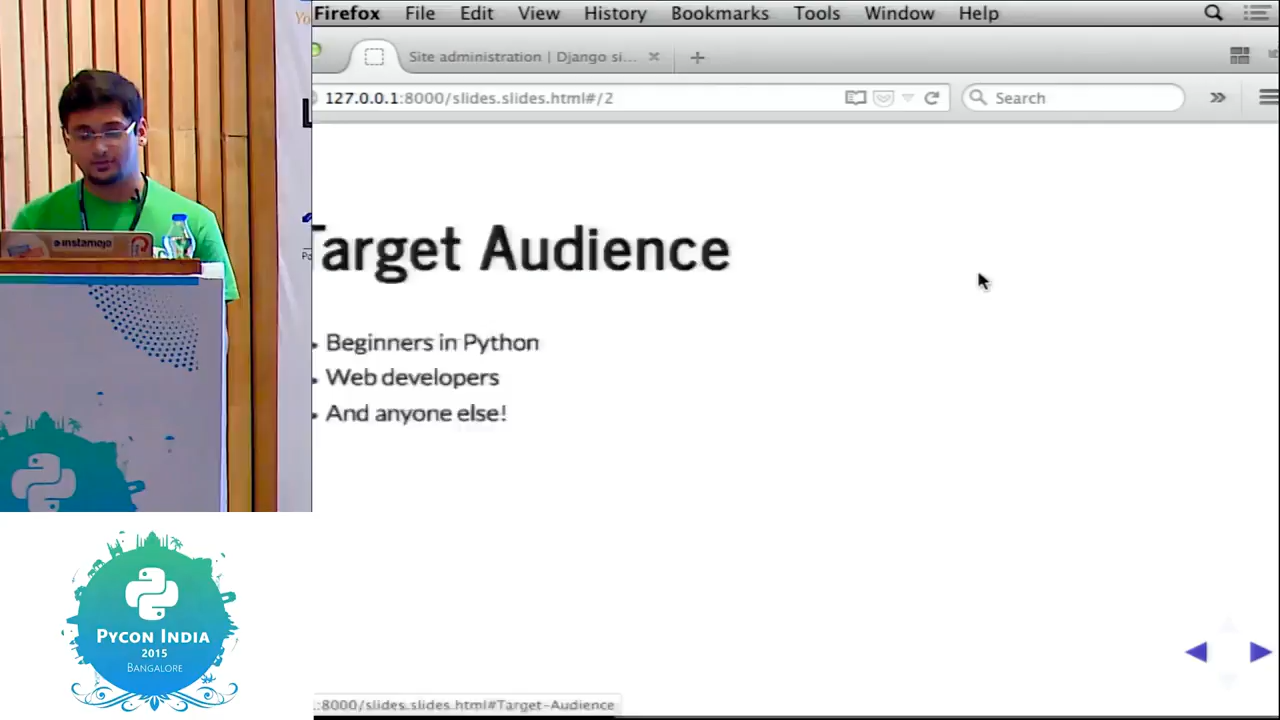 Firefox File Edit View History Bookmarks Tools Window Help
Site administration | Django si...
127.0.0.1:8000/slides.slides.html#/2
Search
Target Audience
Beginners in Python
Web developers
And anyone else!
:8000/slides.slides.html#Target-Audience
instamojo
PYCON INDIA
2015
BANGALORE